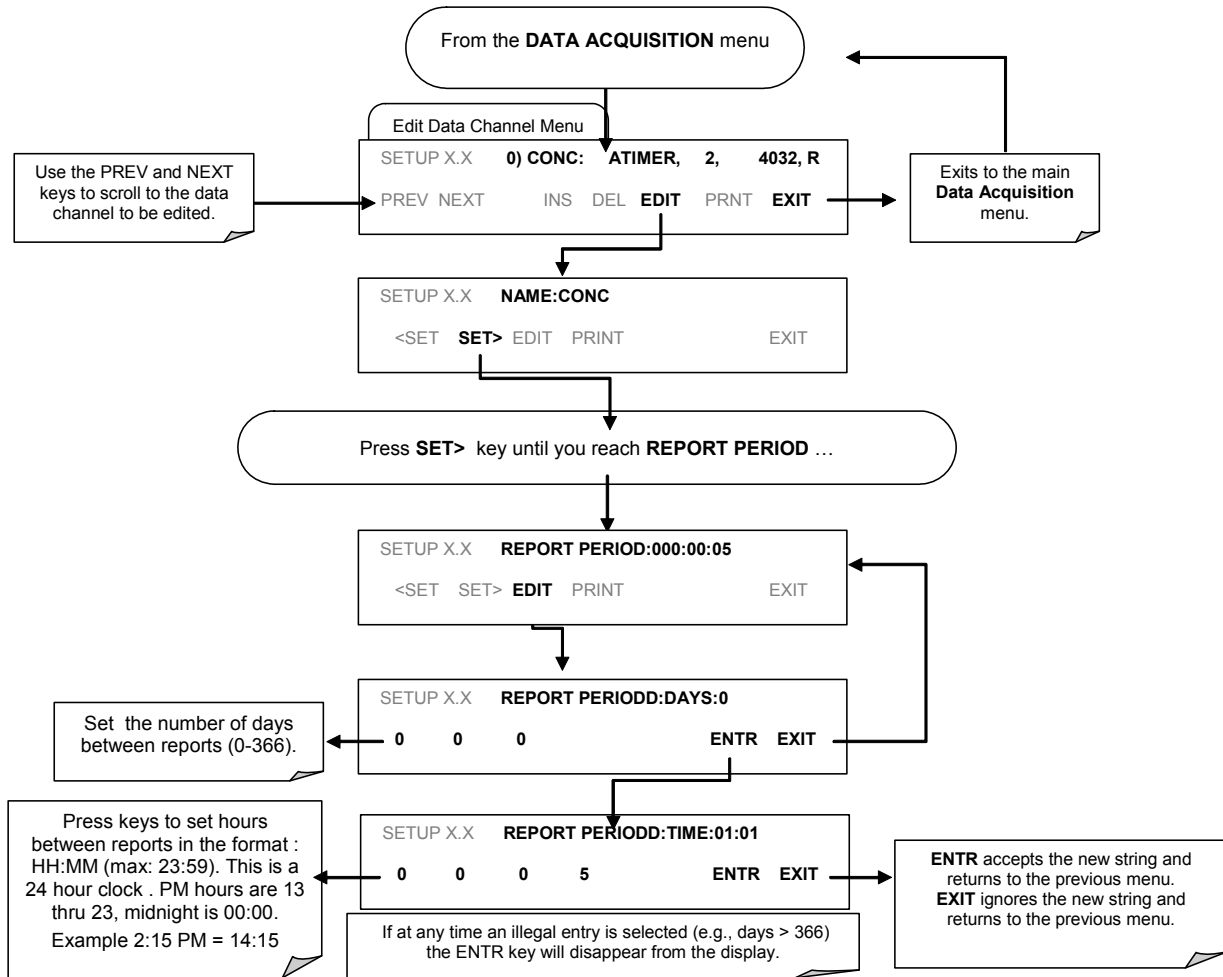 From the DATA ACQUISITION menu
Edit Data Channel Menu
SETUP X.X 0) CONC: ATIMER, 2, 4032, R
PREV NEXT INS DEL EDIT PRNT EXIT
Use the PREV and NEXT
keys to scroll to the data
channel to be edited.
Exits to the main
Data Acquisition
menu.
SETUP X.X NAME:CONC
<SET SET> EDIT PRINT EXIT
Press SET> key until you reach REPORT PERIOD …
SETUP X.X REPORT PERIOD:000:00:05
<SET SET> EDIT PRINT EXIT
SETUP X.X REPORT PERIODD:DAYS:0
0 0 0 ENTR EXIT
Set the number of days
between reports (0-366).
SETUP X.X REPORT PERIODD:TIME:01:01
0 0 0 5 ENTR EXIT
Press keys to set hours
between reports in the format :
HH:MM (max: 23:59). This is a
24 hour clock . PM hours are 13
thru 23, midnight is 00:00.
Example 2:15 PM = 14:15
ENTR accepts the new string and
returns to the previous menu.
EXIT ignores the new string and
returns to the previous menu.
If at any time an illegal entry is selected (e.g., days > 366)
the ENTR key will disappear from the display.